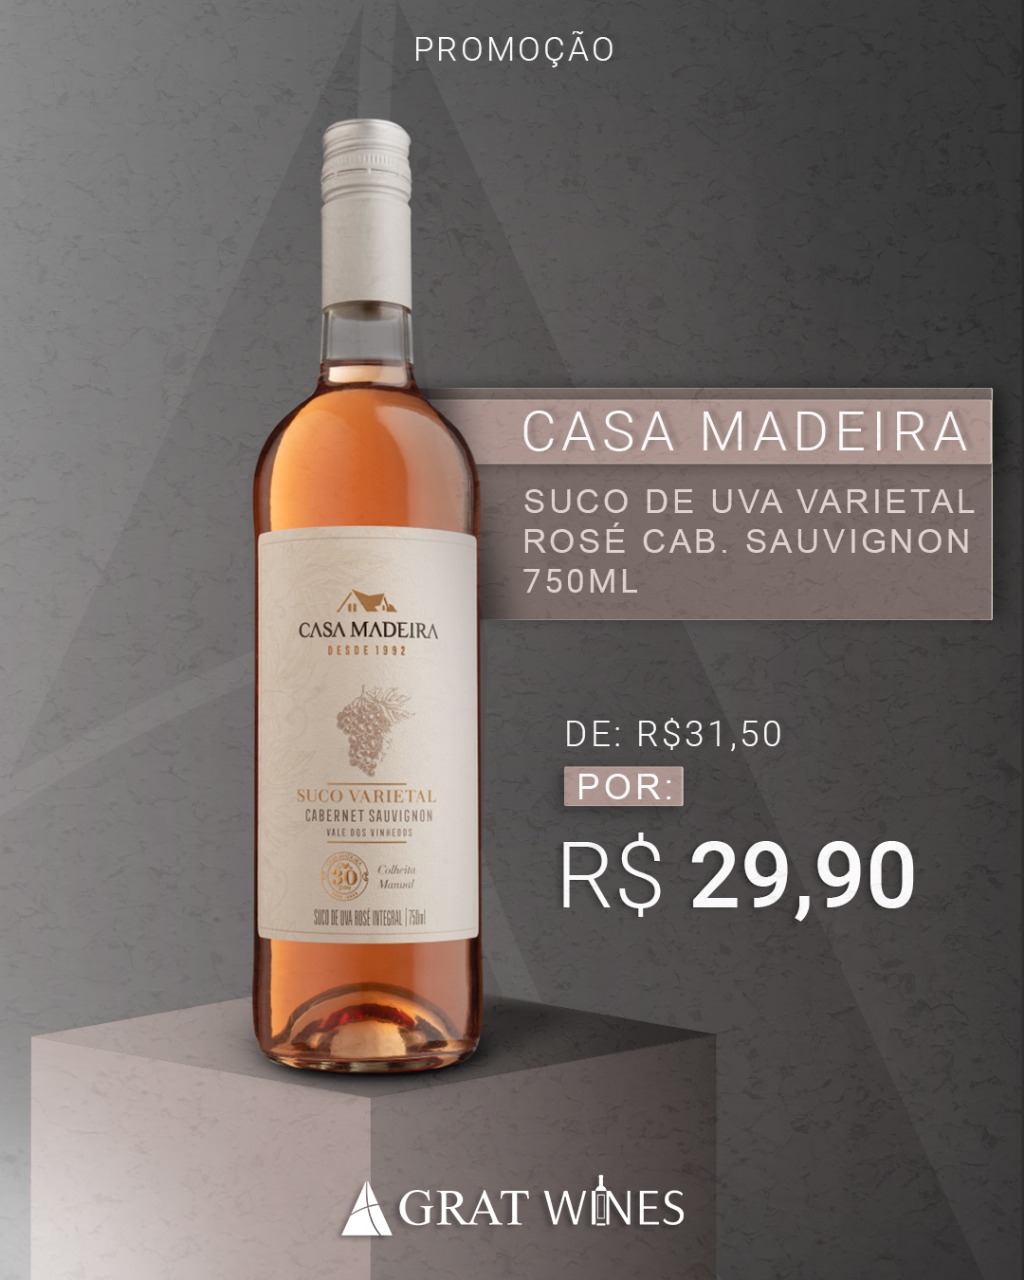 PROMOÇÃO
CASA MADEIRA
SUCO DE UVA VARIETAL
ROSÉ CAB. SAUVIGNON
750ML
CASA MADEIRA
DESDE 1992
SUCO VARIETAL
CABERNET SAUVIGNON
VALE DOS VINHEDOS
30
Colheita
Manual
SUCO DE UVA ROSÉ INTEGRAL | 750ml
DE: R$31,50
POR:
R$ 29,90
GRAT WINES